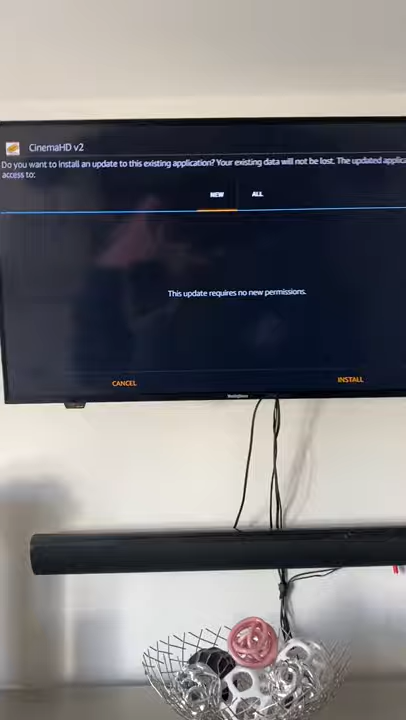 CinemaHD v2
Do you want to install an update to this existing application? Your existing data will not be lost. The updated applica
access to:
NEW ALL
This update requires no new permissions.
CANCEL INSTALL
Westinghouse